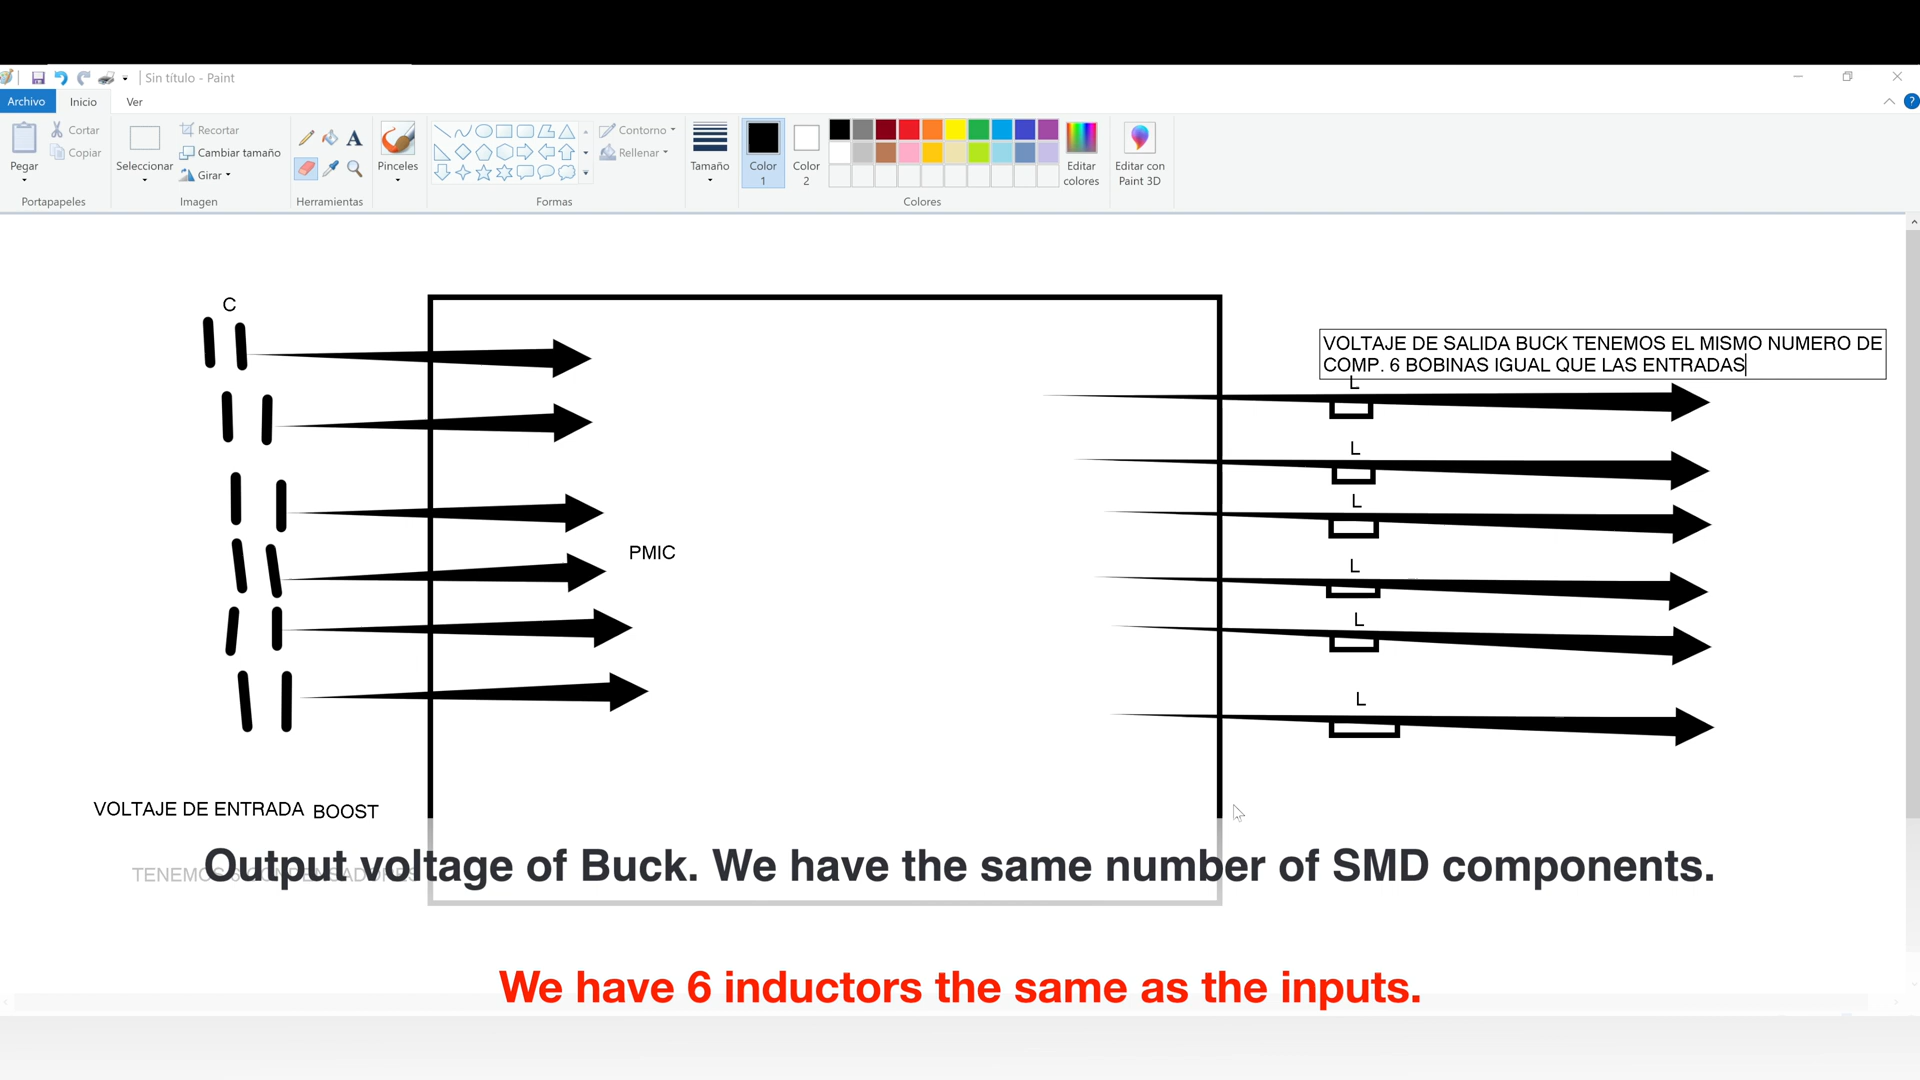 Sin título - Paint
Archivo Inicio Ver
Pegar
Cortar
Copiar
Portapapeles
Seleccionar
Recortar
Cambiar tamaño
Girar
Imagen
A
Herramientas
Pinceles
Contorno
Rellenar
Formas
Tamaño
Color 1
Color 2
Editar colores
Editar con Paint 3D
Colores
C
VOLTAJE DE SALIDA BUCK TENEMOS EL MISMO NUMERO DE
COMP. 6 BOBINAS IGUAL QUE LAS ENTRADAS
L
L
L
PMIC
L
L
L
VOLTAJE DE ENTRADA BOOST
TENEMOS 6 CONDENSADORES
Output voltage of Buck. We have the same number of SMD components.
We have 6 inductors the same as the inputs.